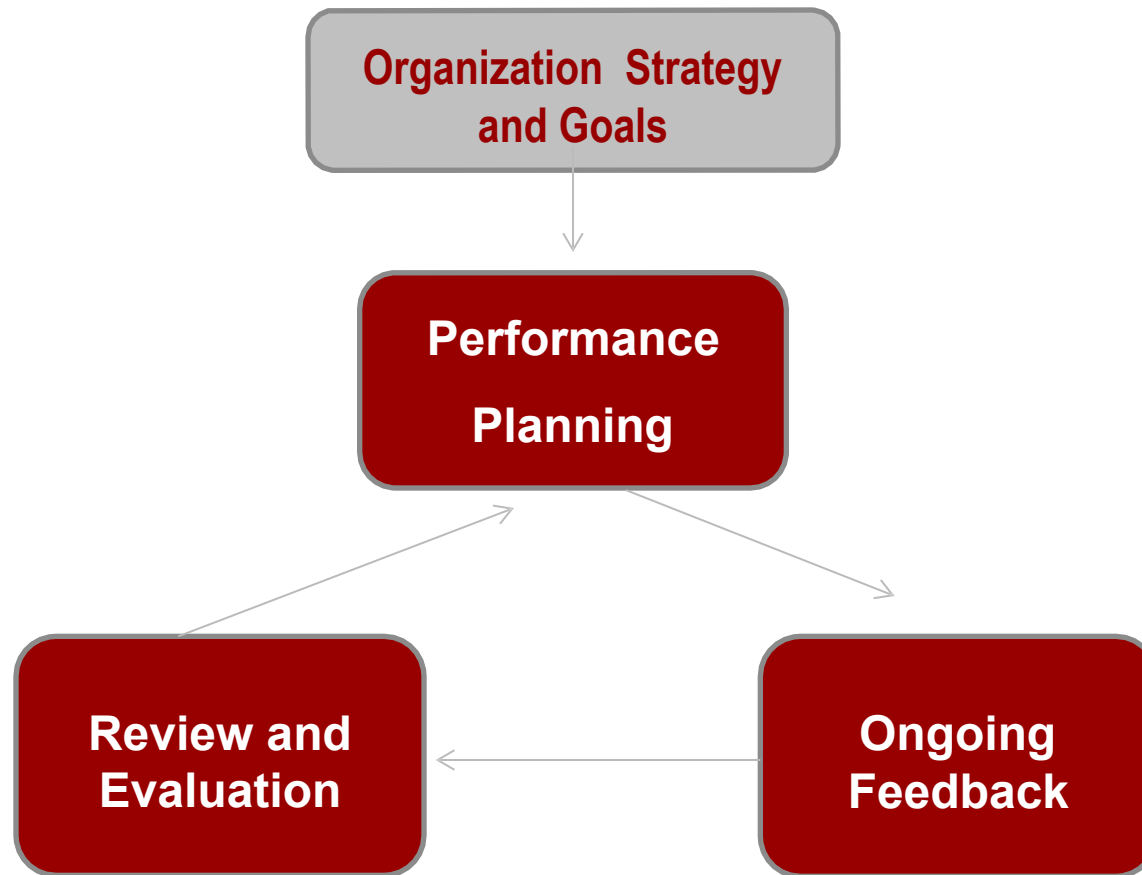 Organization Strategy
and Goals
Performance
Planning
Review and
Evaluation
Ongoing
Feedback